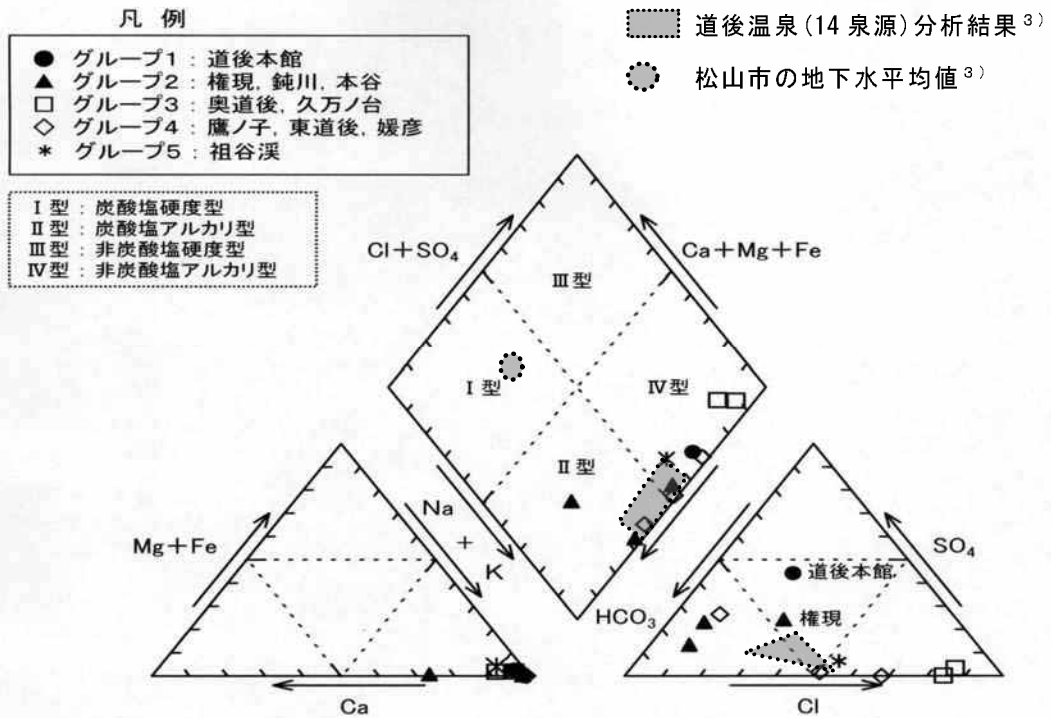 凡 例
● グループ1 : 道後本館
▲ グループ2 : 権現, 鈍川, 本谷
□ グループ3 : 奥道後, 久万ノ台
◇ グループ4 : 鷹ノ子, 東道後, 媛彦
* グループ5 : 祖谷渓
道後温泉(14 泉源)分析結果 3)
松山市の地下水平均値 3)
Ⅰ型 : 炭酸塩硬度型
Ⅱ型 : 炭酸塩アルカリ型
Ⅲ型 : 非炭酸塩硬度型
Ⅳ型 : 非炭酸塩アルカリ型
Cl+SO4
Ca+Mg+Fe
Ⅲ型
Ⅰ型
Ⅳ型
Ⅱ型
Mg+Fe
Na
+
K
Ca
HCO3
SO4
道後本館
権現
Cl